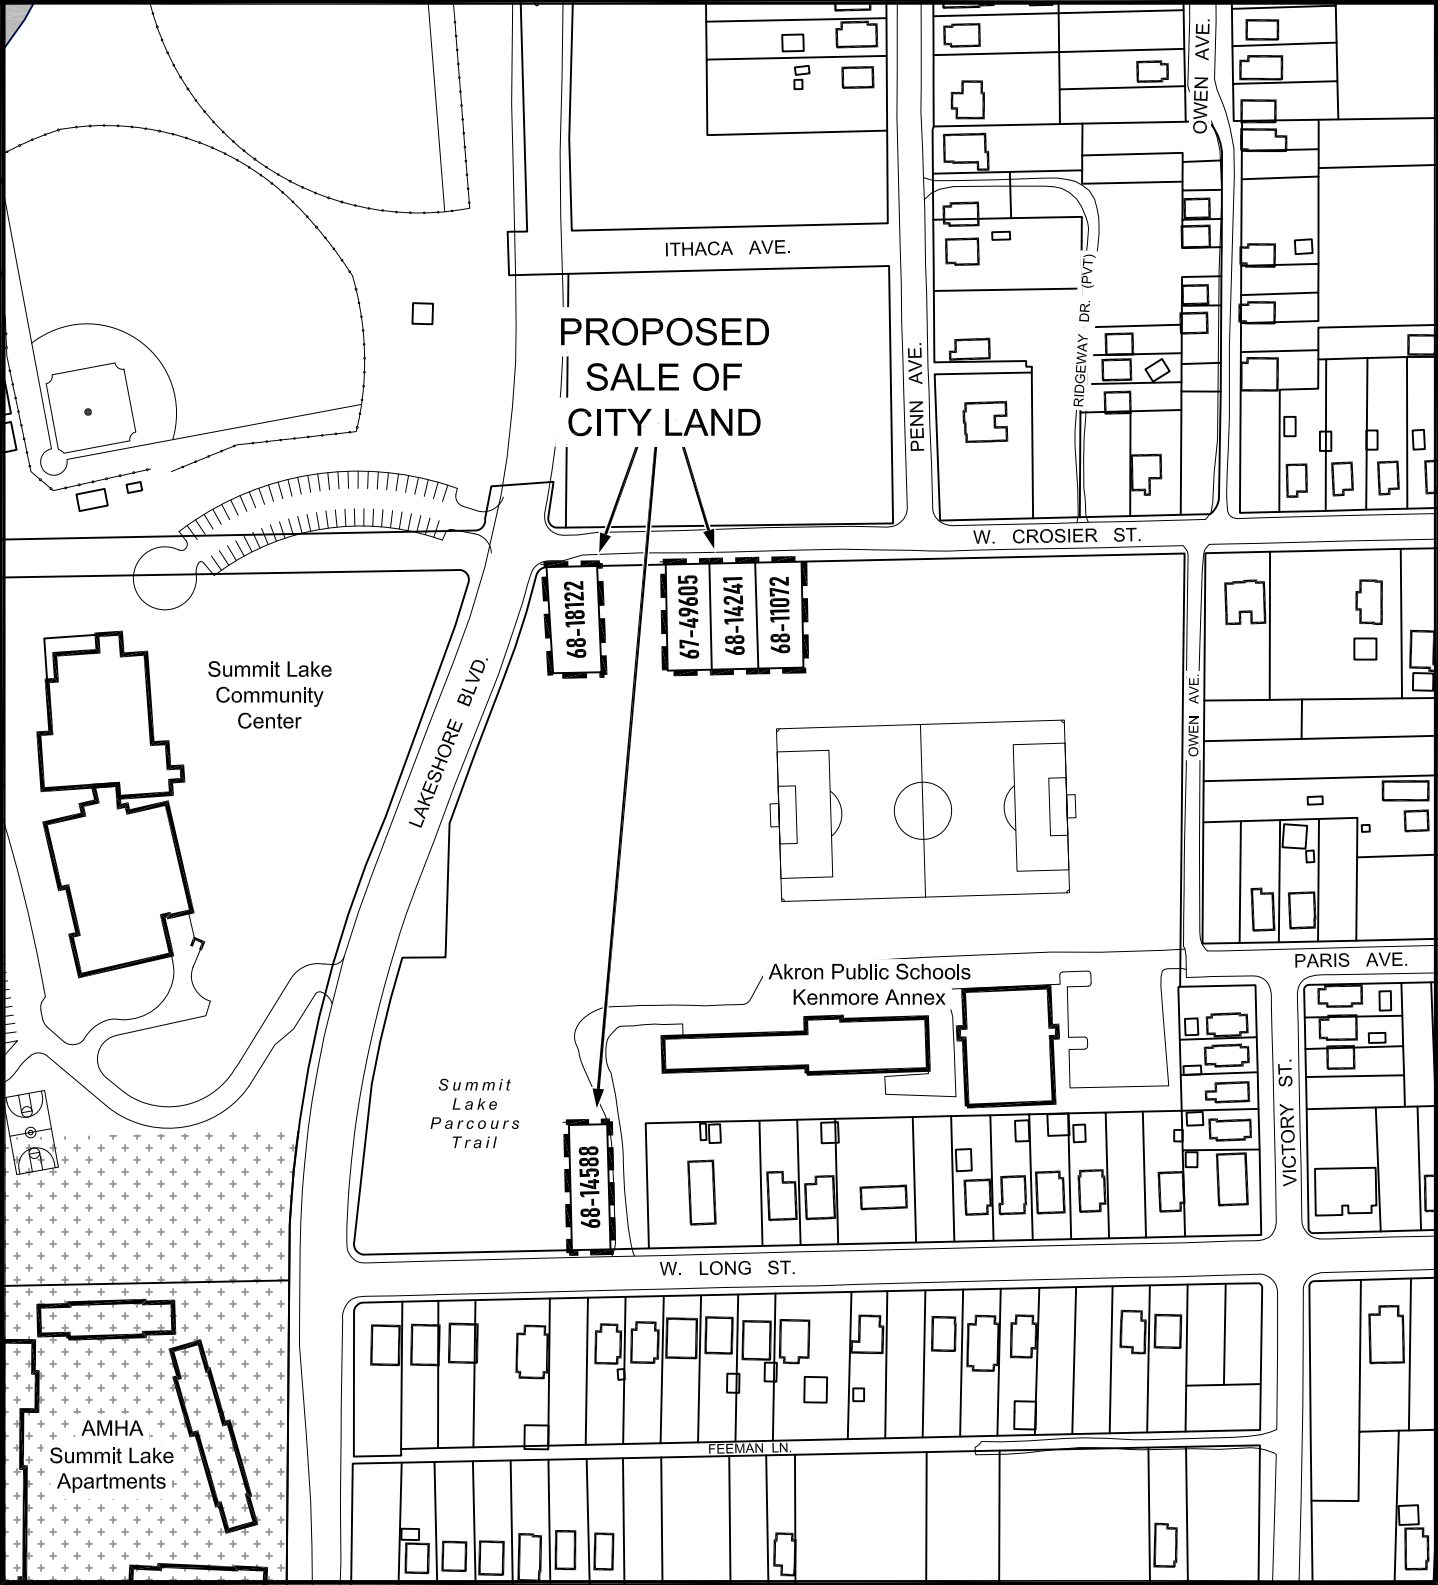 OWEN AVE.
ITHACA AVE.
RIDGEWAY DR. (PVT)
PROPOSED
SALE OF
CITY LAND
PENN AVE.
W. CROSIER ST.
68-18122
67-49605
68-14241
68-11072
Summit Lake
Community
Center
LAKESHORE BLVD.
OWEN AVE.
PARIS AVE.
Akron Public Schools
Kenmore Annex
Summit
Lake
Parcours
Trail
VICTORY ST.
68-14588
W. LONG ST.
AMHA
Summit Lake
Apartments
FEEMAN LN.